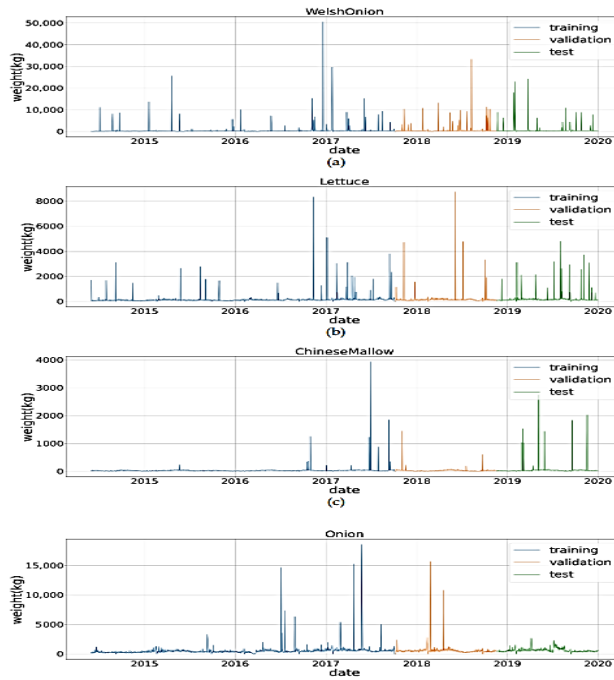 WelshOnion
50,000
40,000
30,000
20,000
10,000
0
weight(kg)
training
validation
test
2015 2016 2017 2018 2019 2020
date
(a)
Lettuce
8000
6000
4000
2000
0
weight(kg)
training
validation
test
2015 2016 2017 2018 2019 2020
date
(b)
ChineseMallow
4000
3000
2000
1000
0
weight(kg)
training
validation
test
2015 2016 2017 2018 2019 2020
date
(c)
Onion
15,000
10,000
5000
0
weight(kg)
training
validation
test
2015 2016 2017 2018 2019 2020
date